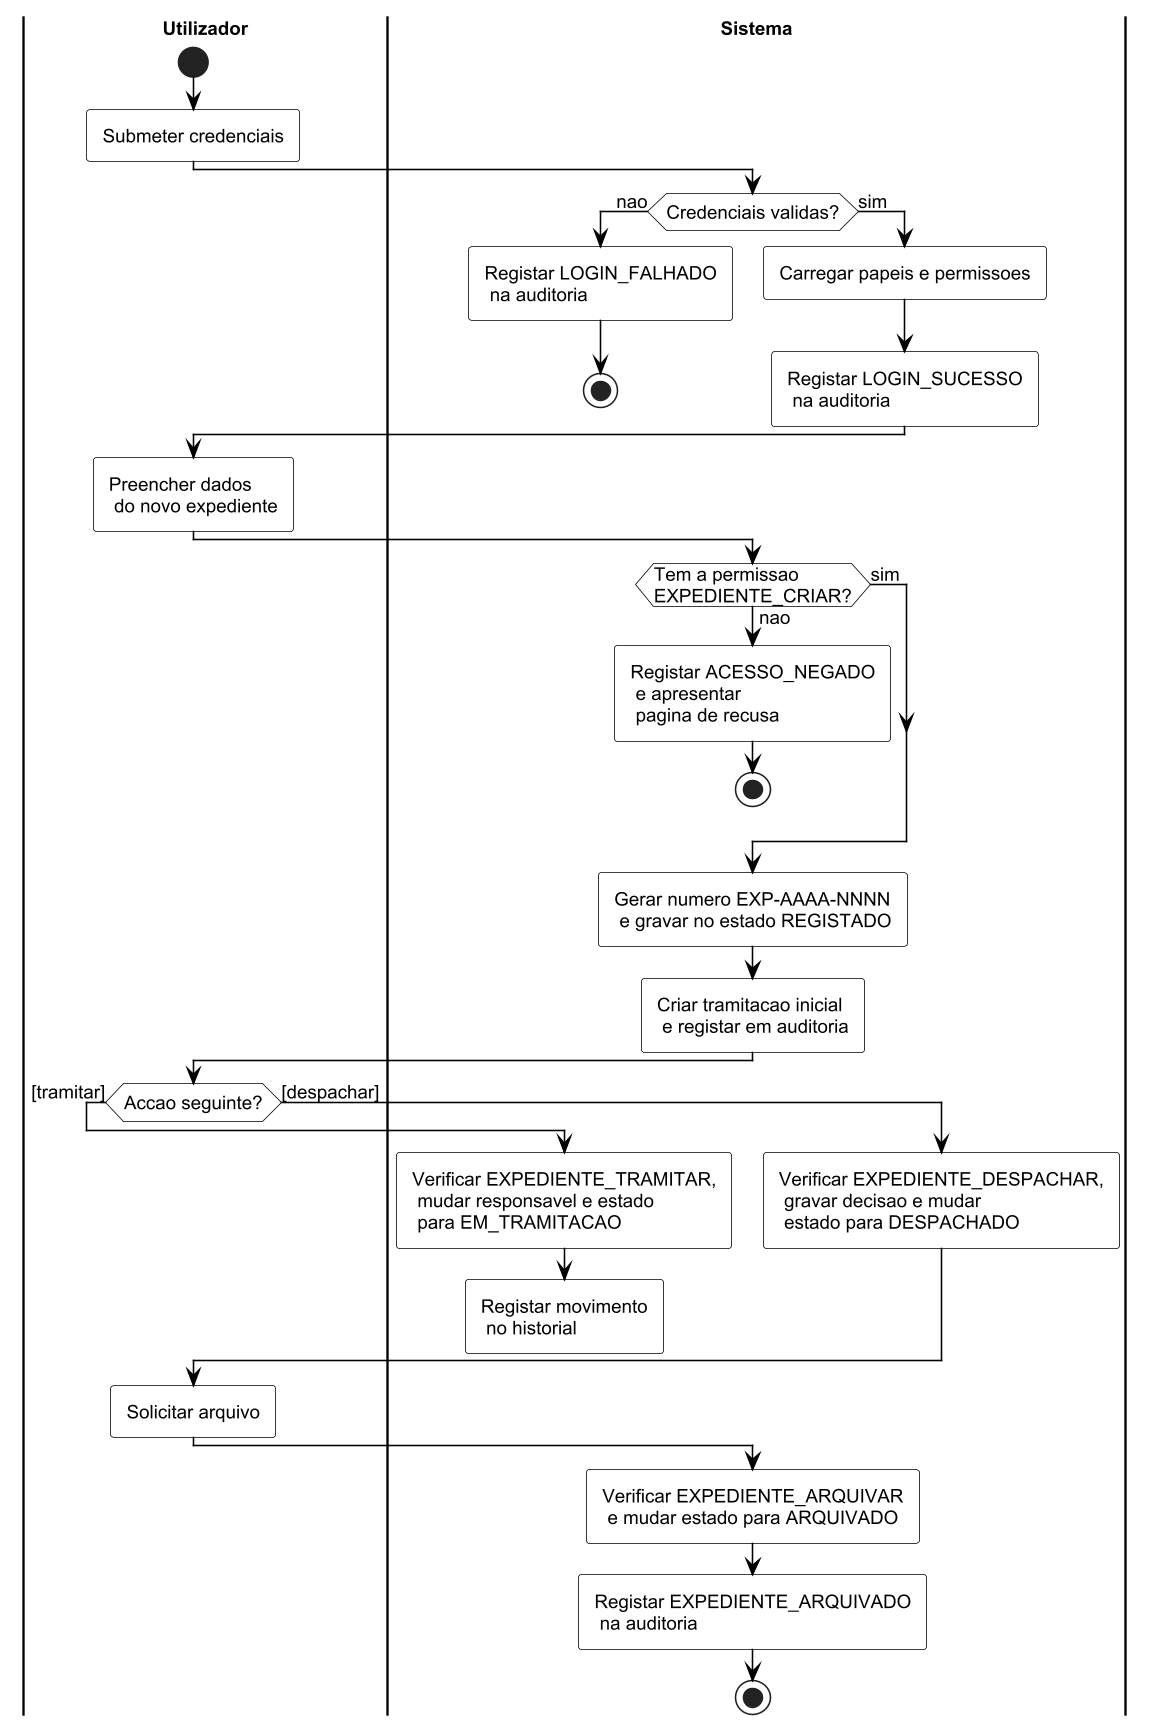 Utilizador
Sistema
Submeter credenciais
nao
Credenciais validas?
sim
Registar LOGIN_FALHADO
na auditoria
Carregar papeis e permissoes
Registar LOGIN_SUCESSO
na auditoria
Preencher dados
do novo expediente
Tem a permissao
EXPEDIENTE_CRIAR?
sim
nao
Registar ACESSO_NEGADO
e apresentar
pagina de recusa
Gerar numero EXP-AAAA-NNNN
e gravar no estado REGISTADO
Criar tramitacao inicial
e registar em auditoria
[tramitar]
Accao seguinte?
[despachar]
Verificar EXPEDIENTE_TRAMITAR,
mudar responsavel e estado
para EM_TRAMITACAO
Verificar EXPEDIENTE_DESPACHAR,
gravar decisao e mudar
estado para DESPACHADO
Registar movimento
no historial
Solicitar arquivo
Verificar EXPEDIENTE_ARQUIVAR
e mudar estado para ARQUIVADO
Registar EXPEDIENTE_ARQUIVADO
na auditoria